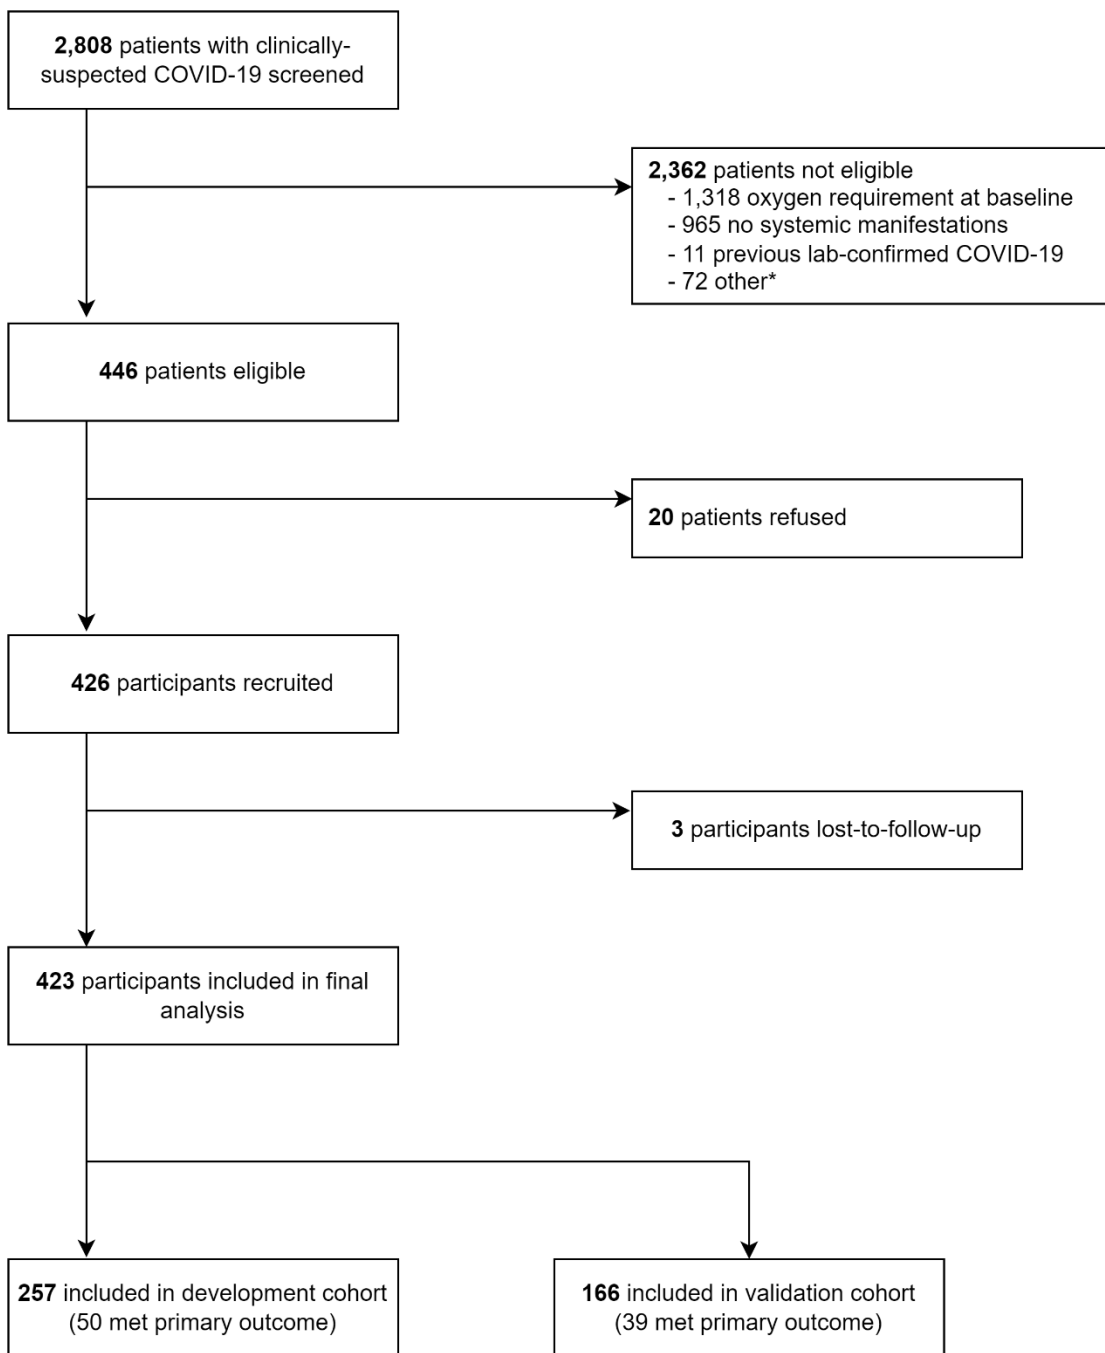 2,808 patients with clinically-
suspected COVID-19 screened
2,362 patients not eligible
- 1,318 oxygen requirement at baseline
- 965 no systemic manifestations
- 11 previous lab-confirmed COVID-19
- 72 other*
446 patients eligible
20 patients refused
426 participants recruited
3 participants lost-to-follow-up
423 participants included in final
analysis
257 included in development cohort
(50 met primary outcome)
166 included in validation cohort
(39 met primary outcome)